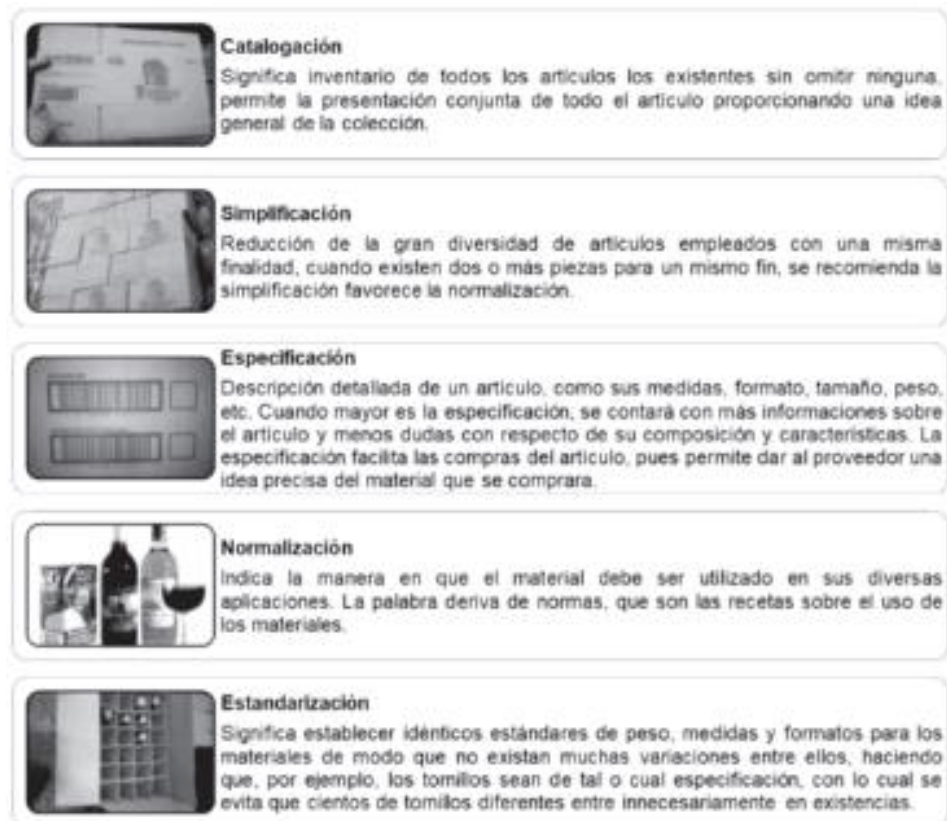 Catalogación
Significa inventario de todos los artículos los existentes sin omitir ninguna,
permite la presentación conjunta de todo el artículo proporcionando una idea
general de la colección.
Simplificación
Reducción de la gran diversidad de artículos empleados con una misma
finalidad, cuando existen dos o más piezas para un mismo fin, se recomienda la
simplificación favorece la normalización.
Especificación
Descripción detallada de un artículo, como sus medidas, formato, tamaño, peso,
etc. Cuando mayor es la especificación, se contará con más informaciones sobre
el artículo y menos dudas con respecto de su composición y características. La
especificación facilita las compras del artículo, pues permite dar al proveedor una
idea precisa del material que se comprara.
Normalización
Indica la manera en que el material debe ser utilizado en sus diversas
aplicaciones. La palabra deriva de normas, que son las recetas sobre el uso de
los materiales.
Estandarización
Significa establecer idénticos estándares de peso, medidas y formatos para los
materiales de modo que no existan muchas variaciones entre ellos, haciendo
que, por ejemplo, los tornillos sean de tal o cual especificación, con lo cual se
evita que cientos de tornillos diferentes entre innecesariamente en existencias.